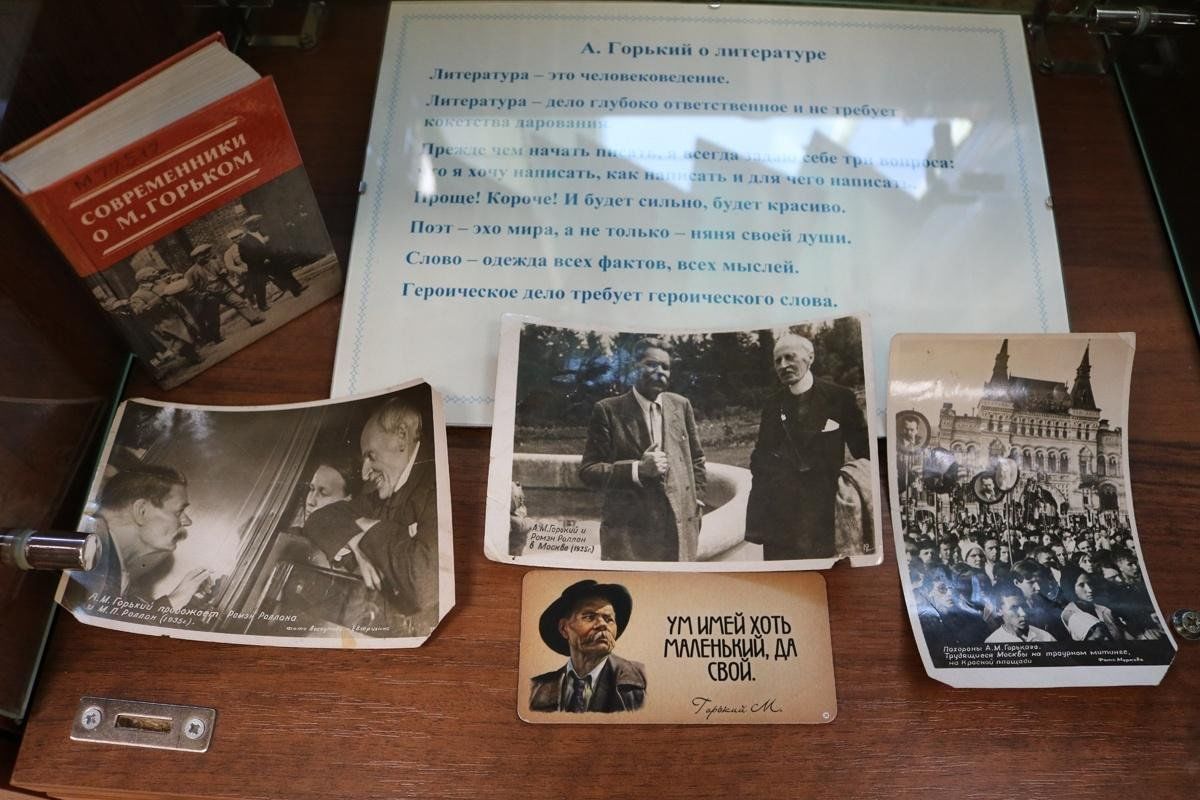 А. Горький о литературе
Литература – это человековедение.
Литература – дело глубоко ответственное и не требует
кокетства дарования.
Прежде чем начать писать, я всегда задаю себе три вопроса:
что я хочу написать, как написать и для чего написать.
Проще! Короче! И будет сильно, будет красиво.
Поэт – эхо мира, а не только – няня своей души.
Слово – одежда всех фактов, всех мыслей.
Героическое дело требует героического слова.
СОВРЕМЕННИКИ
О М. ГОРЬКОМ
А.М. Горький провожает Ромэн Роллана
и М.П. Роллан (1935г).
А.М. Горький и
Ромэн Роллан
в Москве (1935г.)
УМ ИМЕЙ ХОТЬ
МАЛЕНЬКИЙ, ДА
СВОЙ.
Горький М.
Похороны А.М. Горького.
Трудящиеся Москвы на траурном митинге,
на Красной площади
Фото Маркова